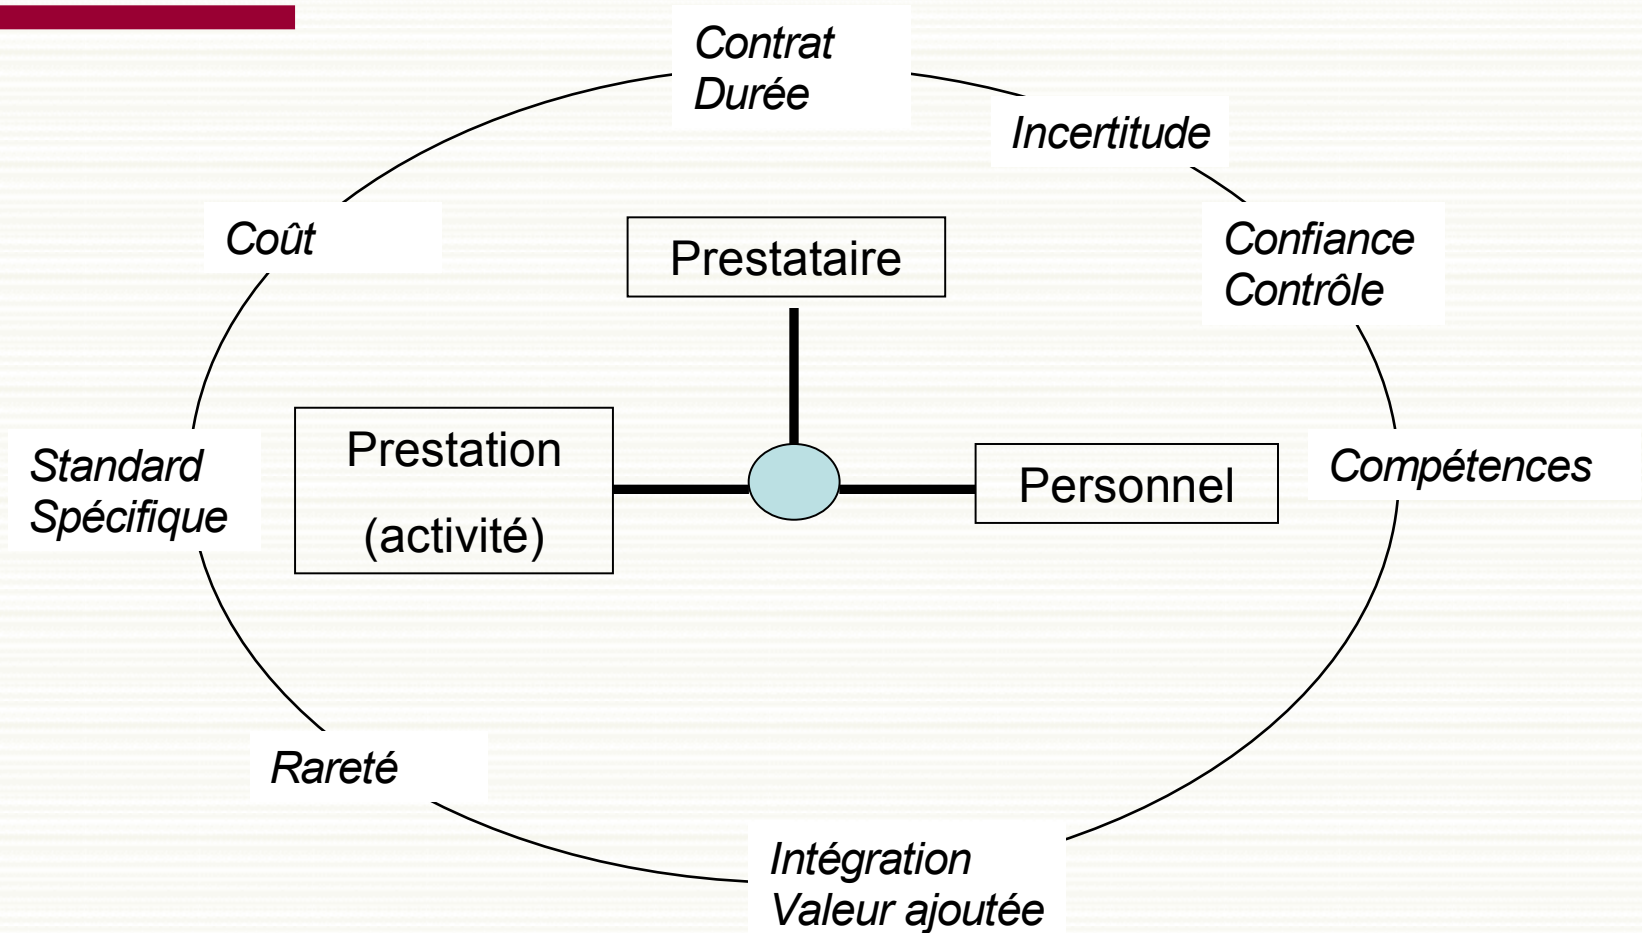 Contrat
Durée
Incertitude
Coût
Prestataire
Confiance
Contrôle
Prestation
(activité)
Personnel
Standard
Spécifique
Compétences
Rareté
Intégration
Valeur ajoutée